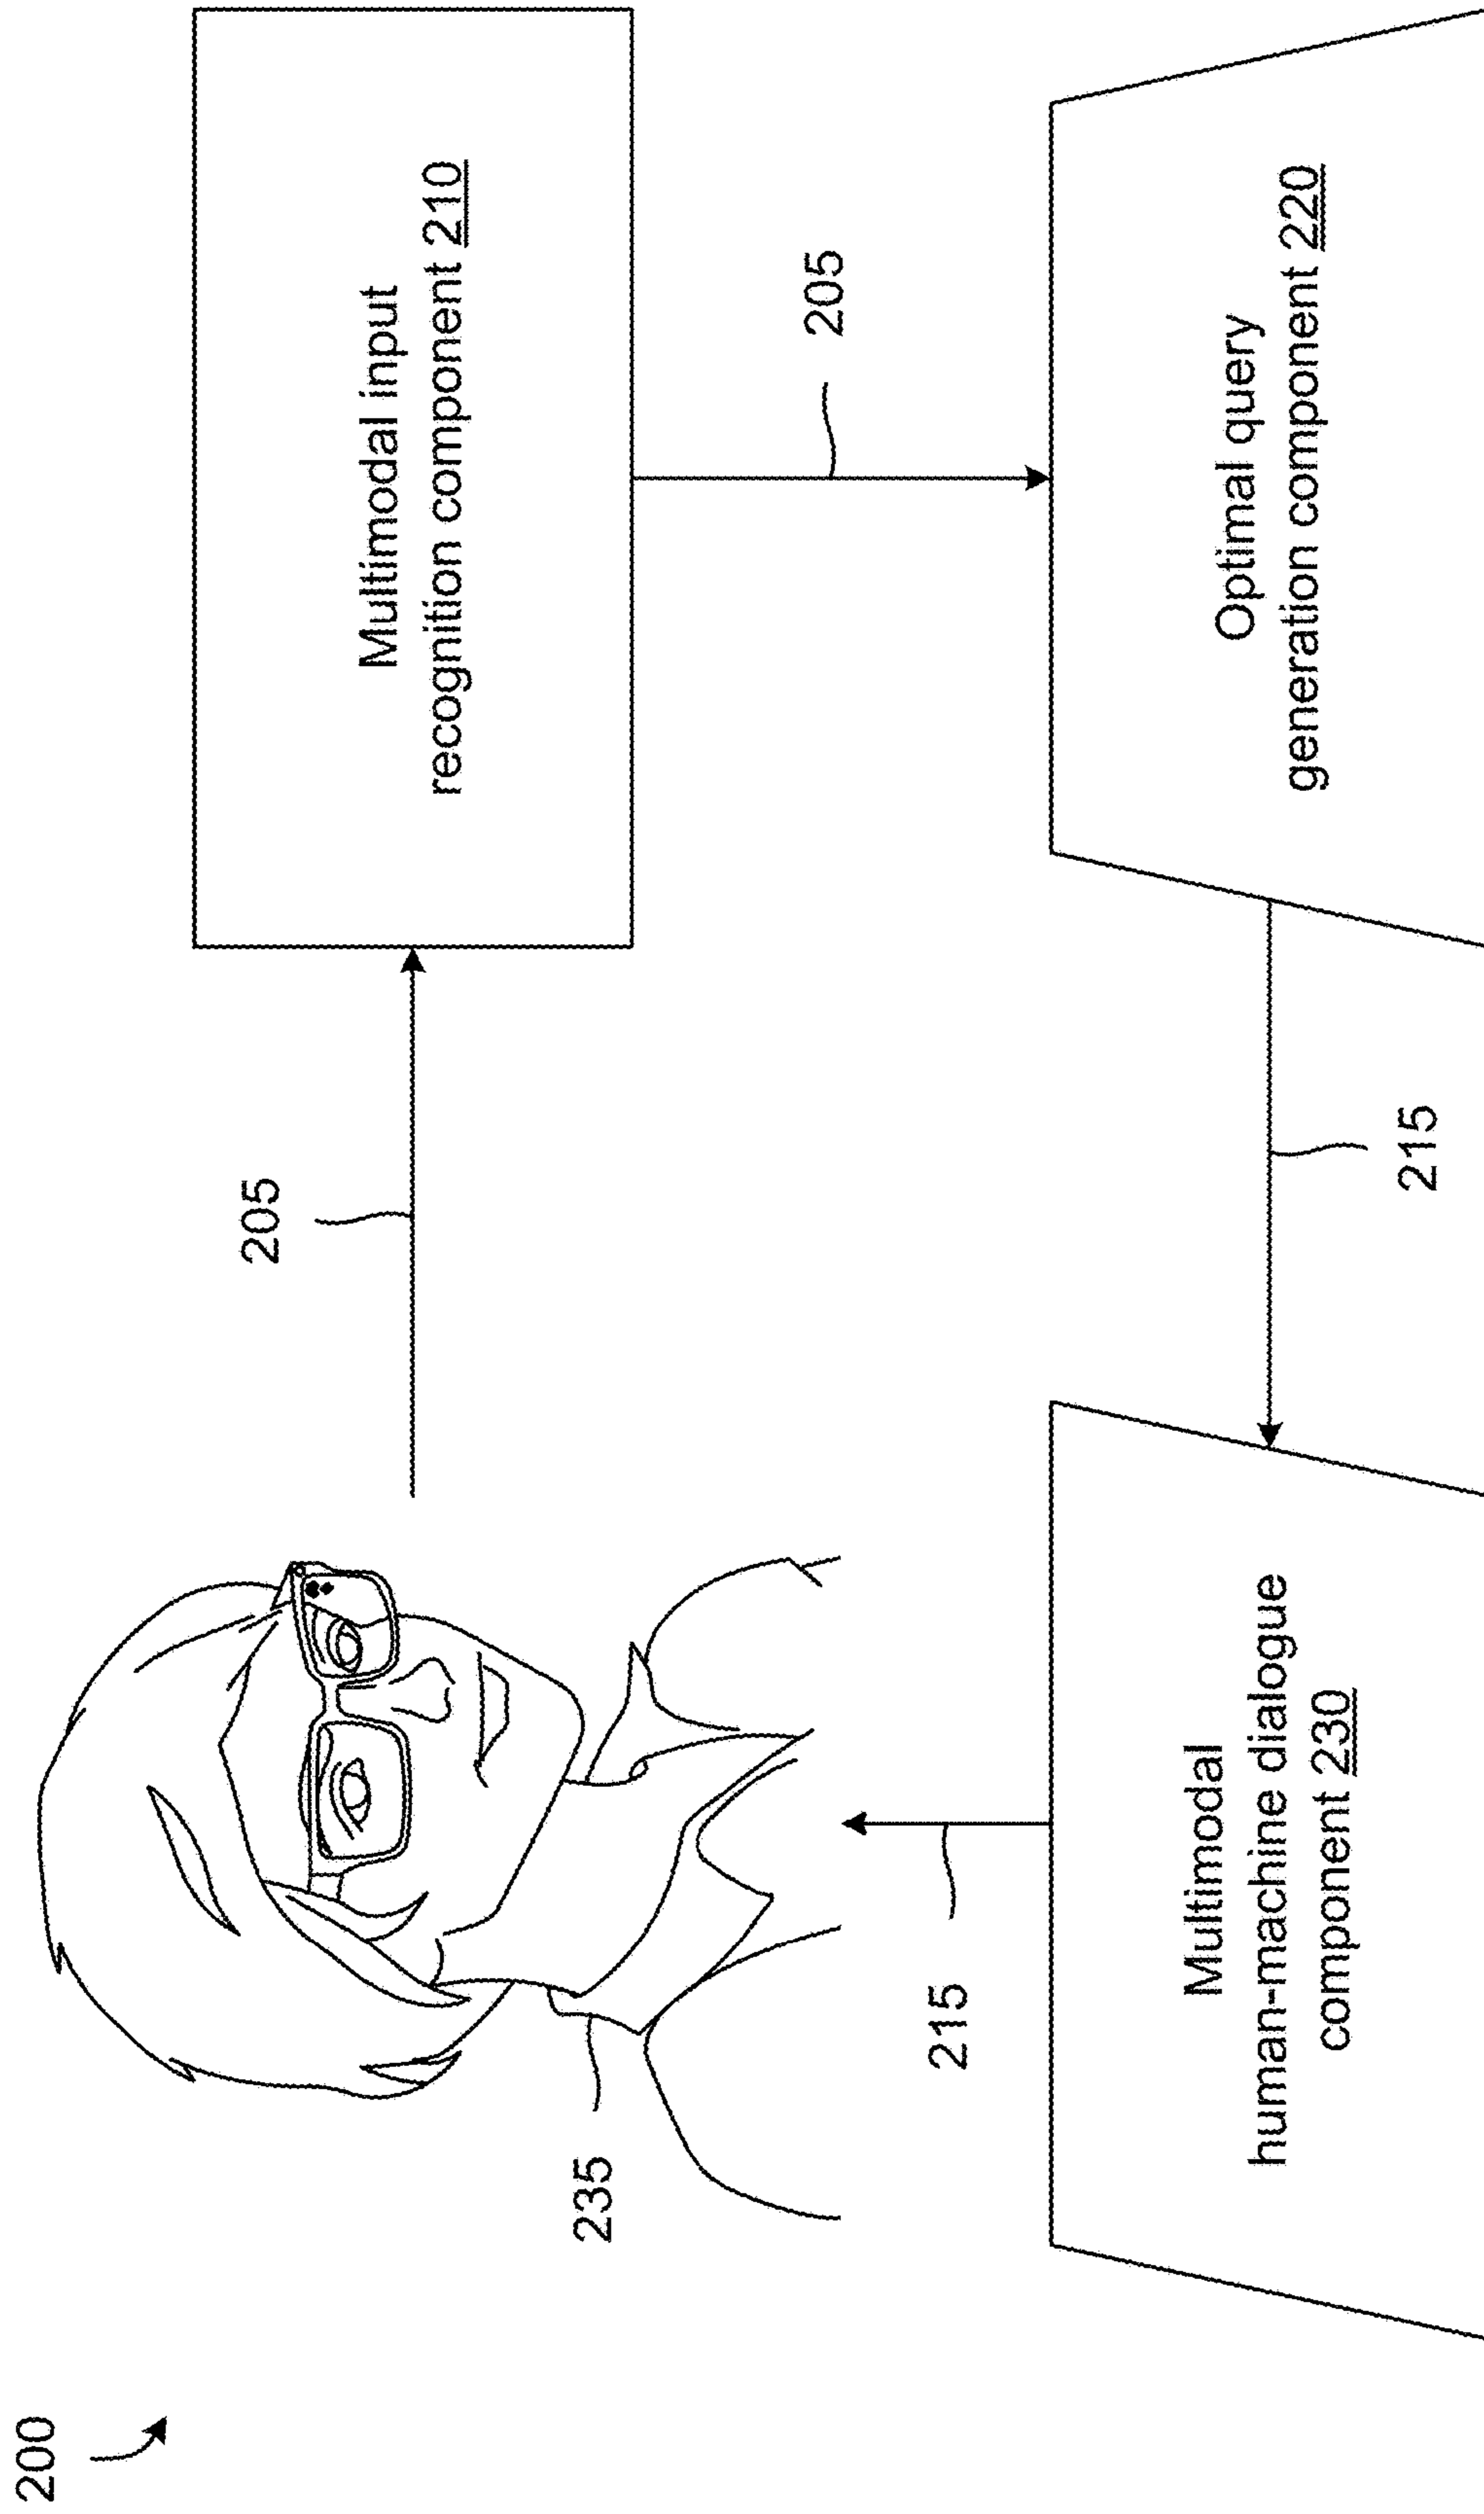 200
205
Multimodal input
recognition component 210
235
205
215
Multimodal
human-machine dialogue
component 230
215
Optimal query
generation component 220